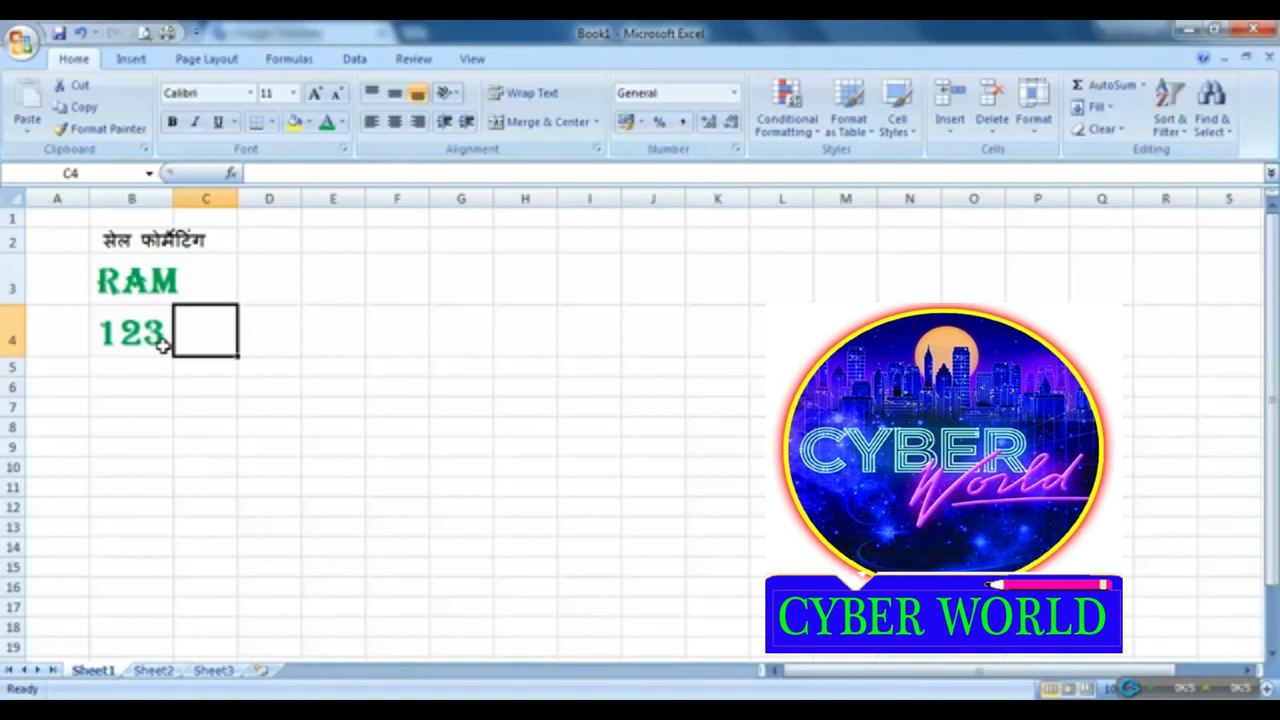 Book1 - Microsoft Excel
Home Insert Page Layout Formulas Data Review View
Cut
Copy
Format Painter
Paste
Clipboard
Calibri 11
B I U
Font
Wrap Text
Merge & Center
Alignment
General
% ,
Number
Conditional Formatting
Format as Table
Cell Styles
Styles
Insert Delete Format
Cells
Σ AutoSum
Fill
Clear
Sort & Filter
Find & Select
Editing
C4 fx
A B C D E F G H I J K L M N O P Q R S
1
2 सेल फोर्मैटिंग
3 RAM
4 123
5
6
7
8
9
10
11
12
13
14
15
16
17
18
19
CYBER
World
CYBER WORLD
Sheet1 Sheet2 Sheet3
Ready